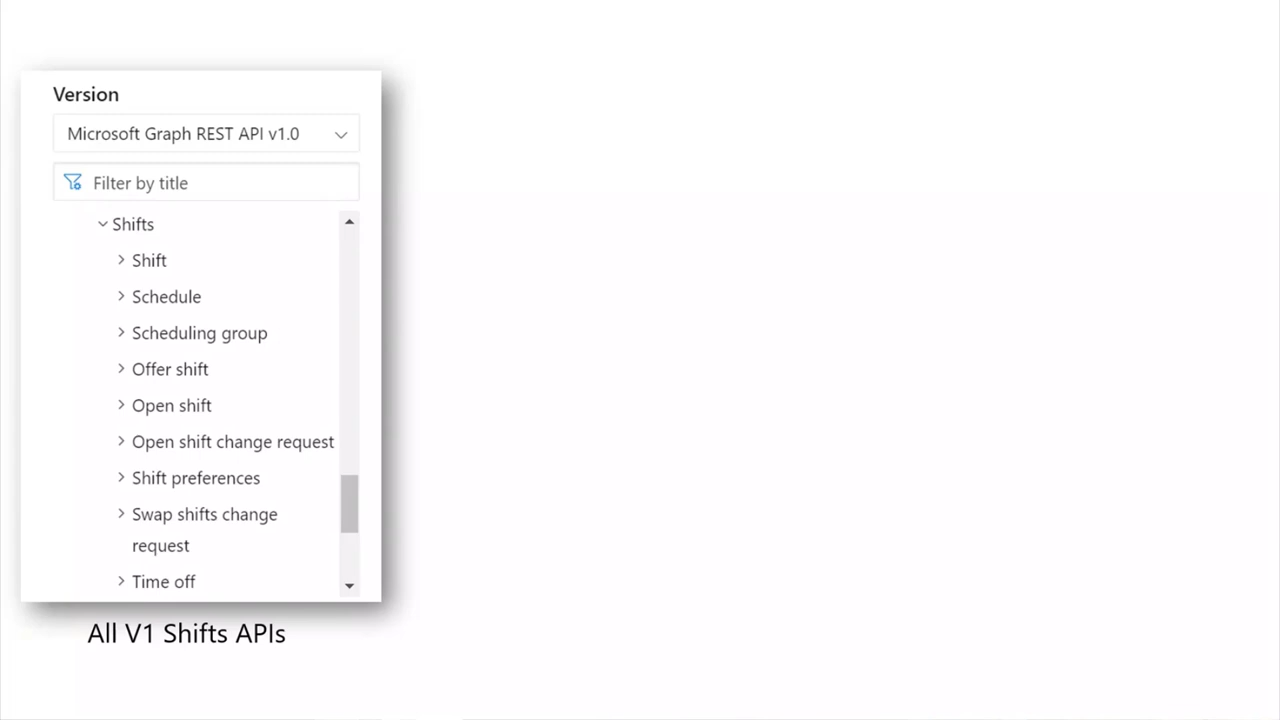 Version
Microsoft Graph REST API v1.0
Filter by title
Shifts
Shift
Schedule
Scheduling group
Offer shift
Open shift
Open shift change request
Shift preferences
Swap shifts change
request
Time off
All V1 Shifts APIs